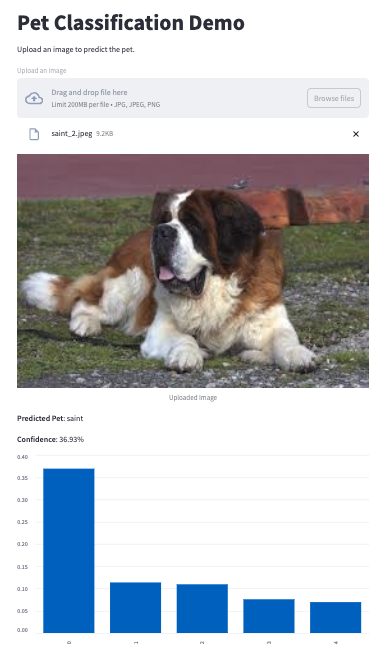 Pet Classification Demo
Upload an image to predict the pet.
Upload an image
Drag and drop file here
Limit 200MB per file • JPG, JPEG, PNG
Browse files
saint_2.jpeg 9.2KB
Uploaded Image
Predicted Pet: saint
Confidence: 36.93%
0.40
0.35
0.30
0.25
0.20
0.15
0.10
0.05
0.00
0 1 2 3 4